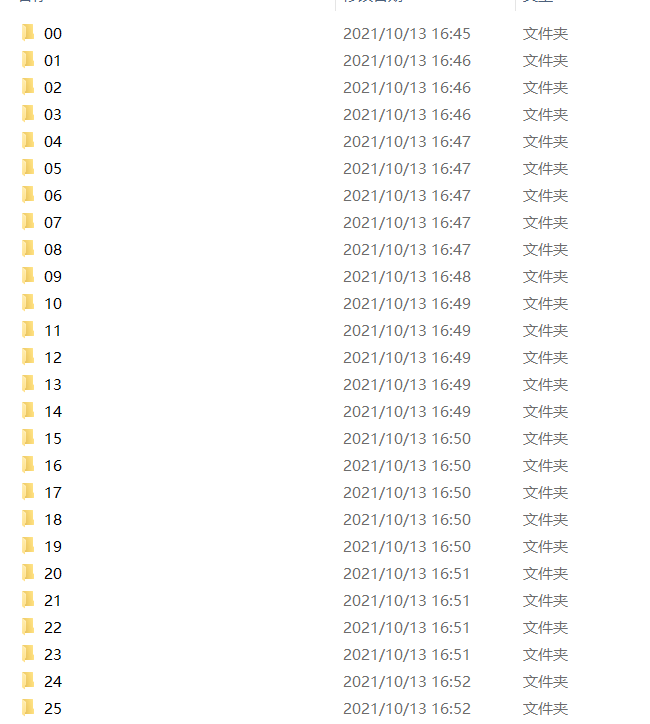 00 2021/10/13 16:45 文件夹
01 2021/10/13 16:46 文件夹
02 2021/10/13 16:46 文件夹
03 2021/10/13 16:46 文件夹
04 2021/10/13 16:47 文件夹
05 2021/10/13 16:47 文件夹
06 2021/10/13 16:47 文件夹
07 2021/10/13 16:47 文件夹
08 2021/10/13 16:47 文件夹
09 2021/10/13 16:48 文件夹
10 2021/10/13 16:49 文件夹
11 2021/10/13 16:49 文件夹
12 2021/10/13 16:49 文件夹
13 2021/10/13 16:49 文件夹
14 2021/10/13 16:49 文件夹
15 2021/10/13 16:50 文件夹
16 2021/10/13 16:50 文件夹
17 2021/10/13 16:50 文件夹
18 2021/10/13 16:50 文件夹
19 2021/10/13 16:50 文件夹
20 2021/10/13 16:51 文件夹
21 2021/10/13 16:51 文件夹
22 2021/10/13 16:51 文件夹
23 2021/10/13 16:51 文件夹
24 2021/10/13 16:52 文件夹
25 2021/10/13 16:52 文件夹